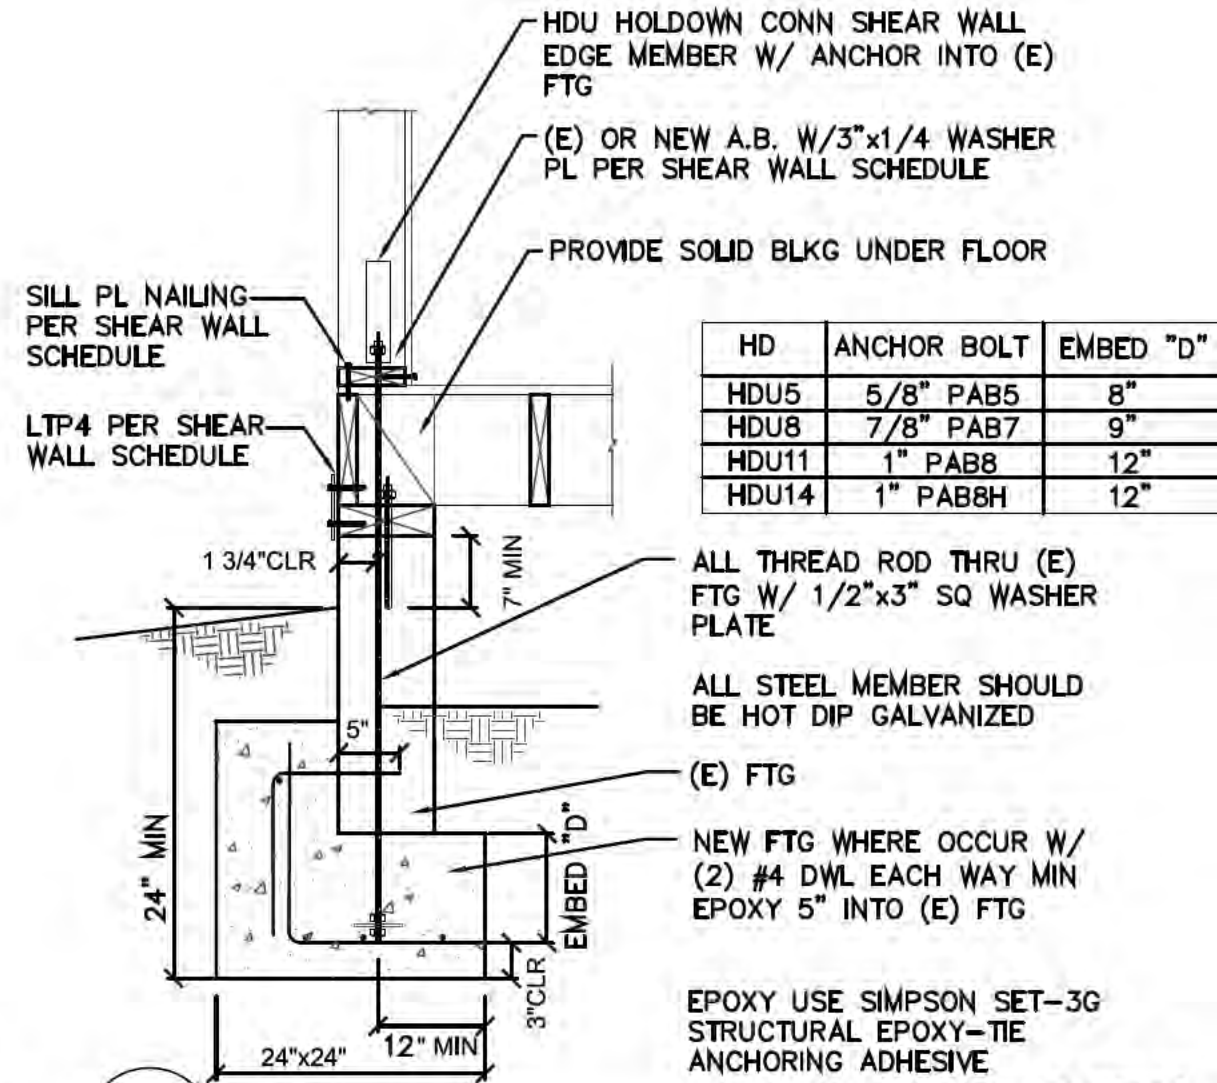 HDU HOLDOWN CONN SHEAR WALL
EDGE MEMBER W/ ANCHOR INTO (E)
FTG
(E) OR NEW A.B. W/3"x1/4 WASHER
PL PER SHEAR WALL SCHEDULE
PROVIDE SOLID BLKG UNDER FLOOR
SILL PL NAILING
PER SHEAR WALL
SCHEDULE
LTP4 PER SHEAR
WALL SCHEDULE
HD ANCHOR BOLT EMBED "D"
HDU5 5/8" PAB5 8"
HDU8 7/8" PAB7 9"
HDU11 1" PAB8 12"
HDU14 1" PAB8H 12"
1 3/4"CLR
7" MIN
ALL THREAD ROD THRU (E)
FTG W/ 1/2"x3" SQ WASHER
PLATE
ALL STEEL MEMBER SHOULD
BE HOT DIP GALVANIZED
5"
(E) FTG
24" MIN
EMBED "D"
NEW FTG WHERE OCCUR W/
(2) #4 DWL EACH WAY MIN
EPOXY 5" INTO (E) FTG
3"CLR
12" MIN
24"x24"
EPOXY USE SIMPSON SET-3G
STRUCTURAL EPOXY-TIE
ANCHORING ADHESIVE